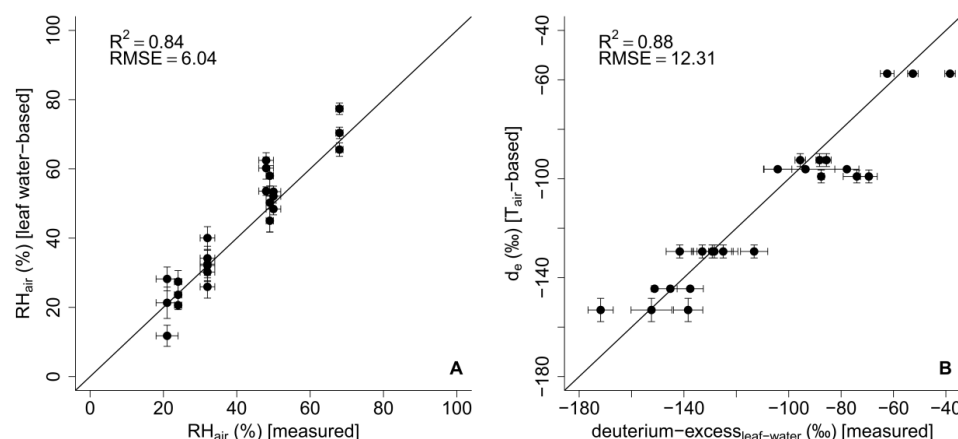 R² = 0.84
RMSE = 6.04
RH_air (%) [leaf water-based]
100
80
60
40
20
0
0 20 40 60 80 100
RH_air (%) [measured]
A
R² = 0.88
RMSE = 12.31
d_e (‰) [T_air-based]
−40
−60
−100
−140
−180
−180 −140 −100 −80 −60 −40
deuterium-excess_leaf-water (‰) [measured]
B